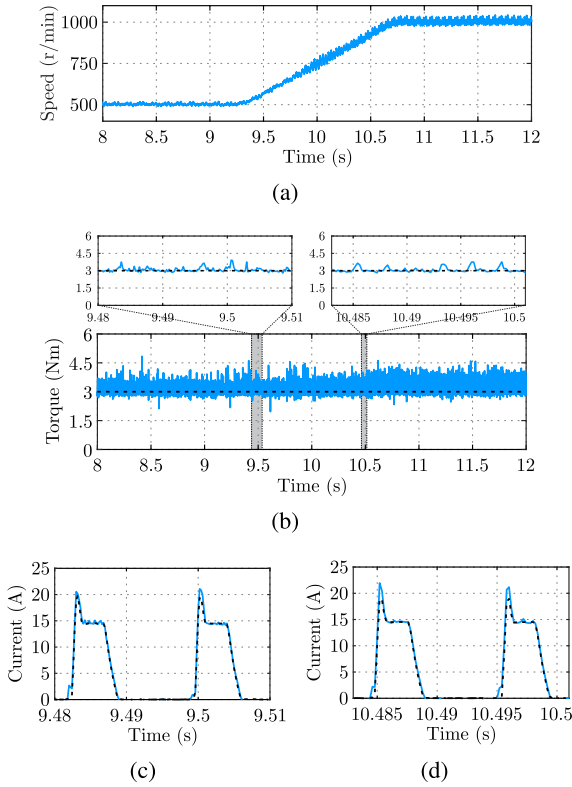 1000
750
500
Speed (r/min)
8 8.5 9 9.5 10 10.5 11 11.5 12
Time (s)
(a)
6
4.5
3
1.5
0
9.48 9.49 9.5 9.51
6
4.5
3
1.5
0
10.485 10.49 10.495 10.5
6
4.5
3
1.5
0
Torque (Nm)
8 8.5 9 9.5 10 10.5 11 11.5 12
Time (s)
(b)
25
20
15
10
5
0
Current (A)
9.48 9.49 9.5 9.51
Time (s)
(c)
25
20
15
10
5
0
Current (A)
10.485 10.49 10.495 10.5
Time (s)
(d)